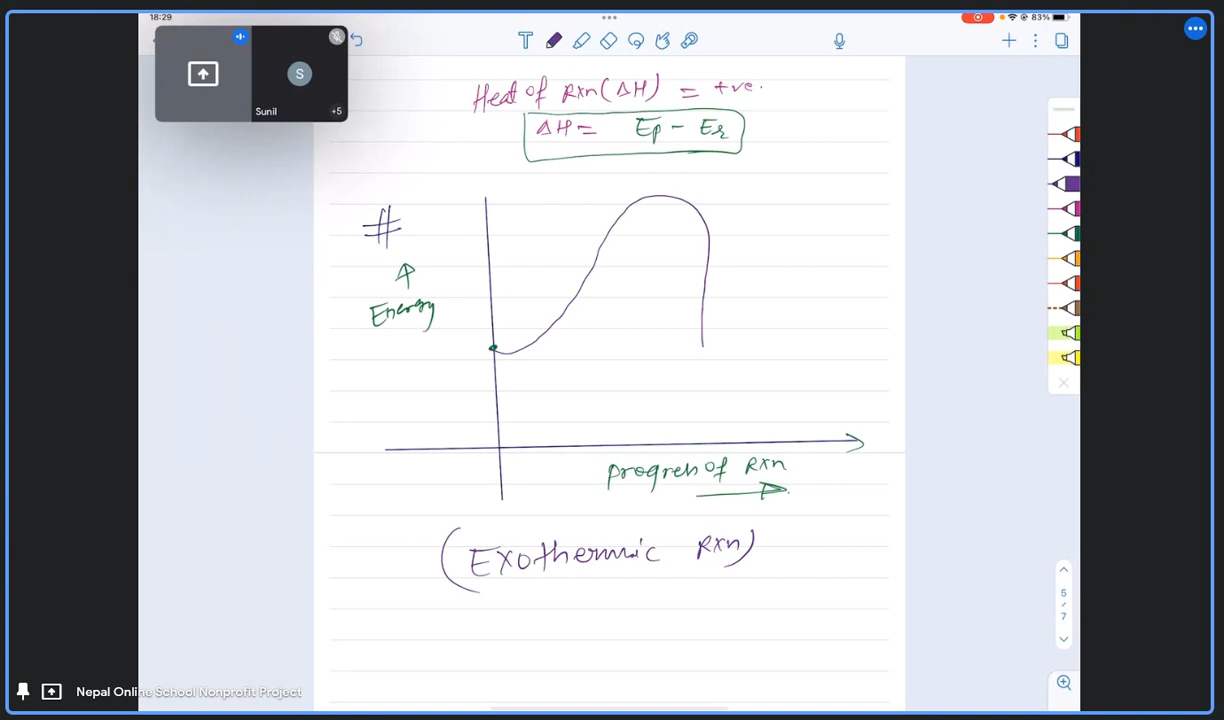 18:29
83%
T
Sunil
+5
S
Heat of Rxn (ΔH) = +ve.
ΔH = Ep - Er
#
Energy
progress of Rxn
(Exothermic Rxn)
5
7
Nepal Online School Nonprofit Project